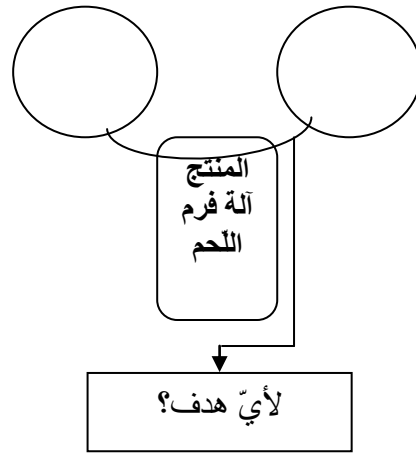 المنتج
آلة فرم
اللّحم
لأيّ هدف؟